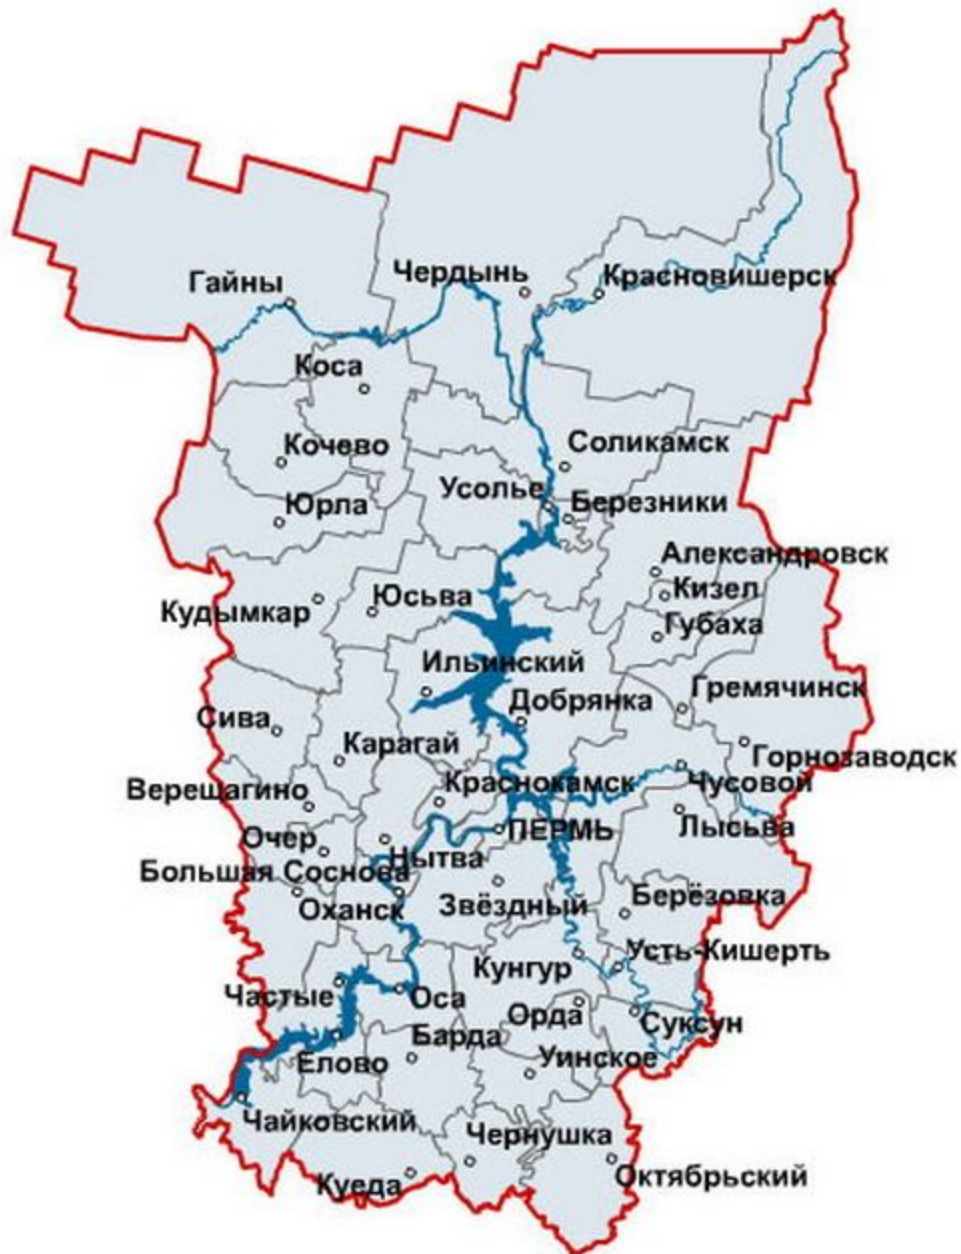 Чердынь
Красновишерск
Гайны
Коса
Кочево
Соликамск
Усолье
Березники
Юрла
Александровск
Кизел
Юсьва
Кудымкар
Губаха
Ильинский
Гремячинск
Добрянка
Сива
Карагай
Горнозаводск
Краснокамск
Чусовой
Верещагино
ПЕРМЬ
Лысьва
Очер
Нытва
Большая Соснова
Берёзовка
Звёздный
Оханск
Усть-Кишерть
Кунгур
Частые
Оса
Орда
Суксун
Барда
Уинское
Елово
Чайковский
Чернушка
Октябрьский
Куеда